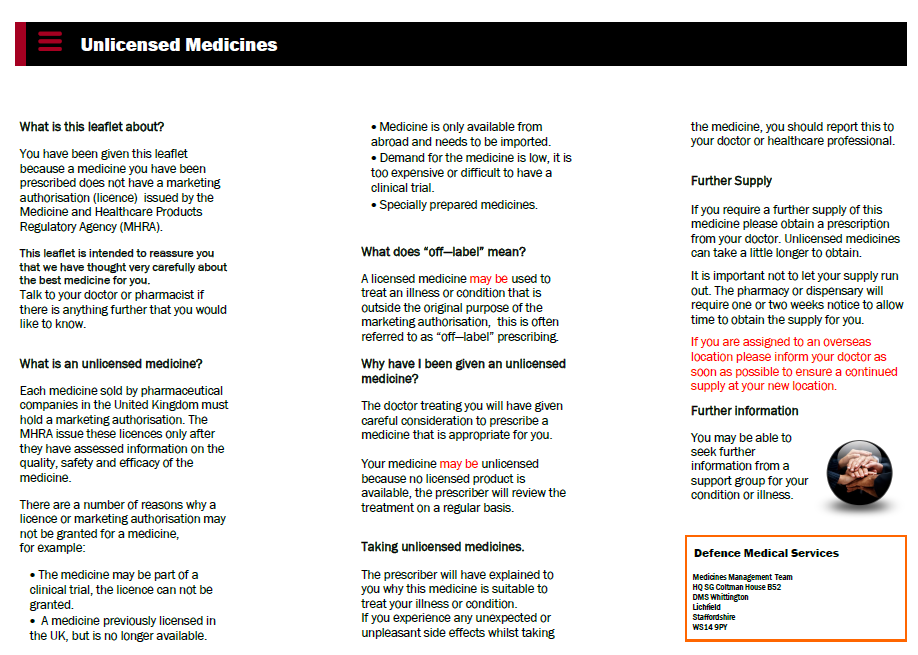 Unlicensed Medicines
What is this leaflet about?
You have been given this leaflet
because a medicine you have been
prescribed does not have a marketing
authorisation (licence)  issued by the
Medicine and Healthcare Products
Regulatory Agency (MHRA).
This leaflet is intended to reassure you
that we have thought very carefully about
the best medicine for you.
Talk to your doctor or pharmacist if
there is anything further that you would
like to know.
What is an unlicensed medicine?
Each medicine sold by pharmaceutical
companies in the United Kingdom must
hold a marketing authorisation. The
MHRA issue these licences only after
they have assessed information on the
quality, safety and efficacy of the
medicine.
There are a number of reasons why a
licence or marketing authorisation may
not be granted for a medicine,
for example:
• The medicine may be part of a
clinical trial, the licence can not be
granted.
• A medicine previously licensed in
the UK, but is no longer available.
• Medicine is only available from
abroad and needs to be imported.
• Demand for the medicine is low, it is
too expensive or difficult to have a
clinical trial.
• Specially prepared medicines.
What does “off—label” mean?
A licensed medicine may be used to
treat an illness or condition that is
outside the original purpose of the
marketing authorisation,  this is often
referred to as “off—label” prescribing.
Why have I been given an unlicensed
medicine?
The doctor treating you will have given
careful consideration to prescribe a
medicine that is appropriate for you.
Your medicine may be unlicensed
because no licensed product is
available, the prescriber will review the
treatment on a regular basis.
Taking unlicensed medicines.
The prescriber will have explained to
you why this medicine is suitable to
treat your illness or condition.
If you experience any unexpected or
unpleasant side effects whilst taking
the medicine, you should report this to
your doctor or healthcare professional.
Further Supply
If you require a further supply of this
medicine please obtain a prescription
from your doctor. Unlicensed medicines
can take a little longer to obtain.
It is important not to let your supply run
out. The pharmacy or dispensary will
require one or two weeks notice to allow
time to obtain the supply for you.
If you are assigned to an overseas
location please inform your doctor as
soon as possible to ensure a continued
supply at your new location.
Further information
You may be able to
seek further
information from a
support group for your
condition or illness.
Defence Medical Services
Medicines Management Team
HQ SG Coltman House B52
DMS Whittington
Lichfield
Staffordshire
WS14 9PY